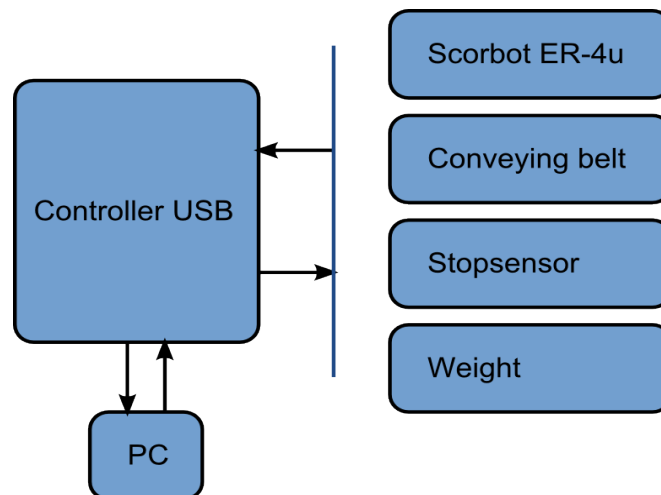 Scorbot ER-4u
Conveying belt
Controller USB
Stopsensor
Weight
PC